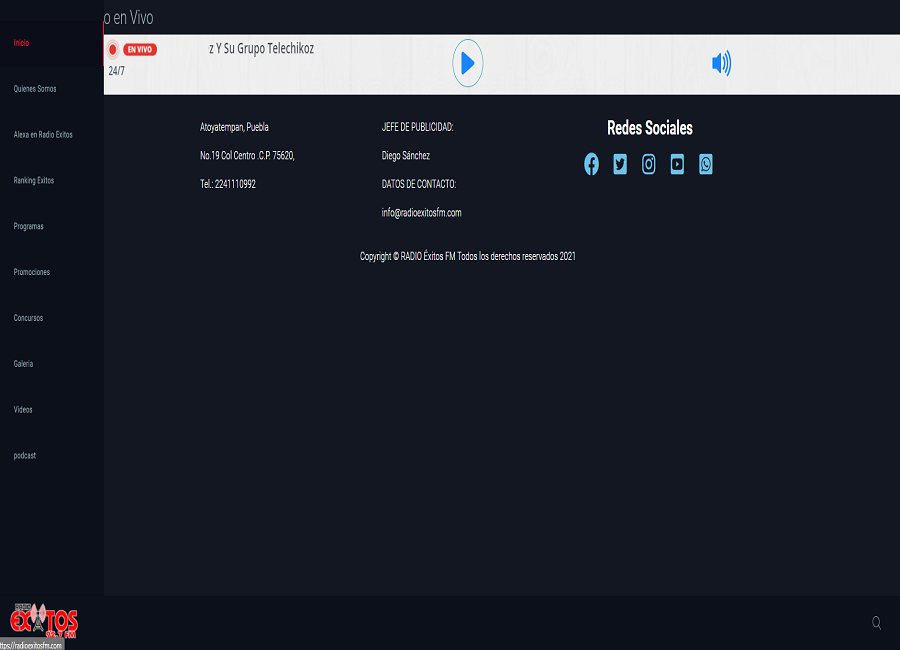 o en Vivo
Inicio
EN VIVO
z Y Su Grupo Telechikoz
24/7
Quienes Somos
Alexa en Radio Exitos
Ranking Exitos
Programas
Promociones
Concursos
Galeria
Videos
podcast
Atoyatempan, Puebla
No.19 Col Centro .C.P. 75620,
Tel.: 2241110992
JEFE DE PUBLICIDAD:
Diego Sánchez
DATOS DE CONTACTO:
info@radioexitosfm.com
Redes Sociales
Copyright © RADIO Éxitos FM Todos los derechos reservados 2021
EXITOS
FM
ttps://radioexitosfm.com